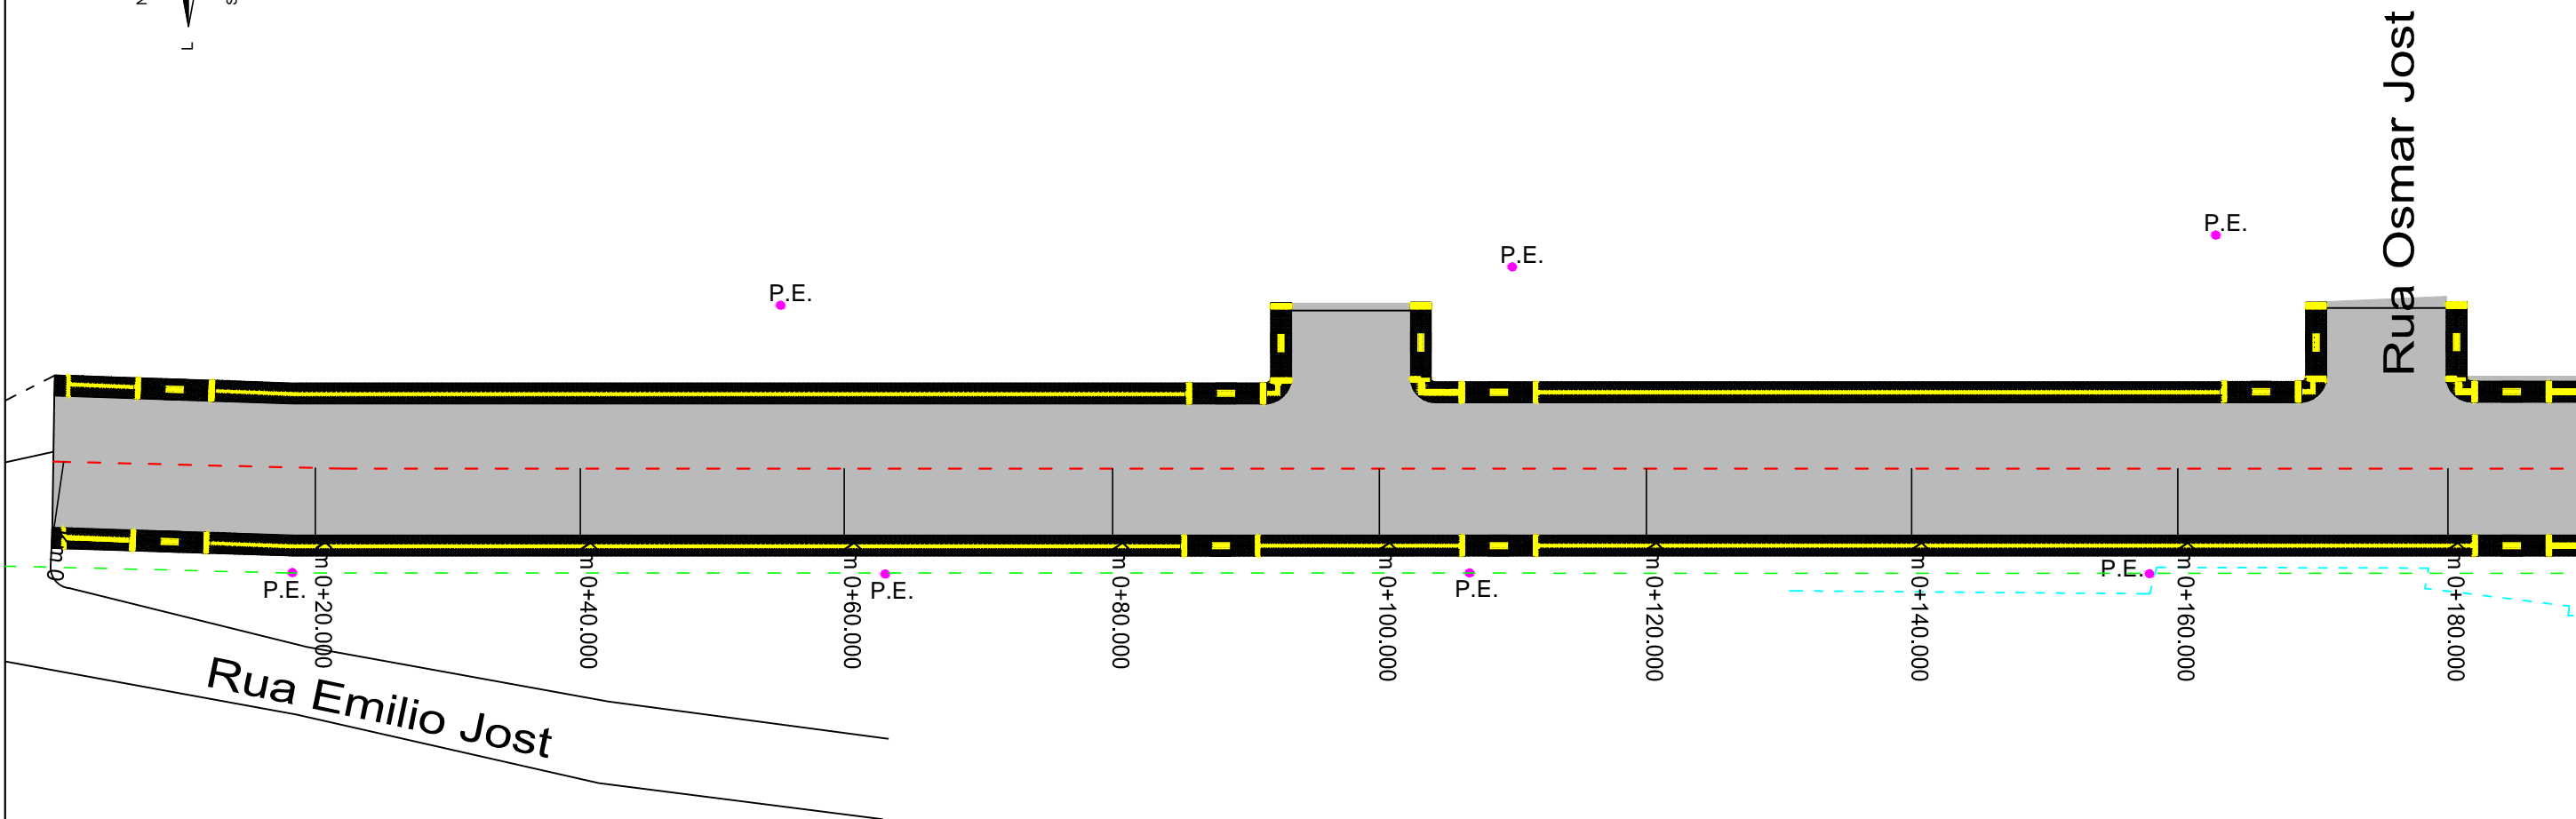 N
S
L
Rua Osmar Jost
P.E.
P.E.
P.E.
P.E.
P.E.
P.E.
P.E.
m 0
m 0+20.000
m 0+40.000
m 0+60.000
m 0+80.000
m 0+100.000
m 0+120.000
m 0+140.000
m 0+160.000
m 0+180.000
Rua Emilio Jost